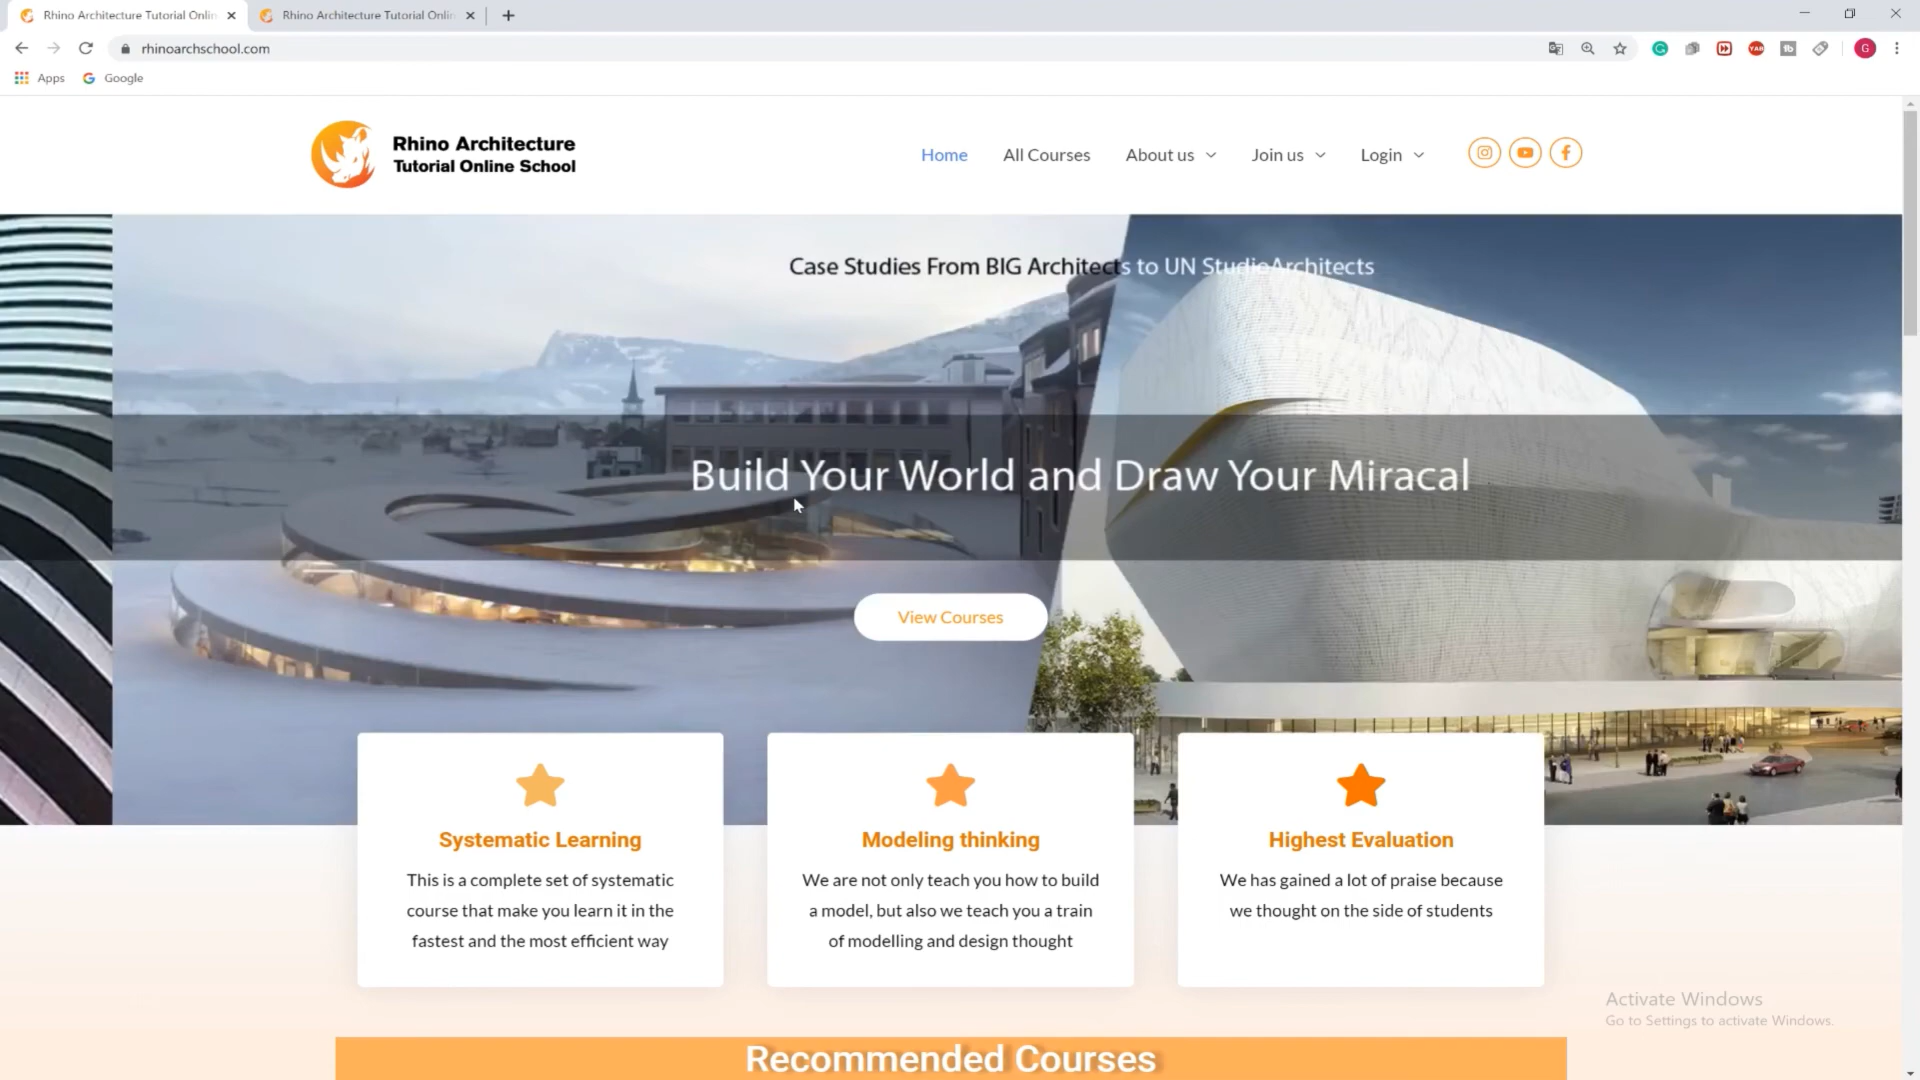 Rhino Architecture Tutorial Onlin
Rhino Architecture Tutorial Onlin
rhinoarchschool.com
G
Apps
Google
Rhino Architecture
Tutorial Online School
Home
All Courses
About us
Join us
Login
Case Studies From BIG Architects to UN StudioArchitects
Build Your World and Draw Your Miracal
View Courses
Systematic Learning
This is a complete set of systematic
course that make you learn it in the
fastest and the most efficient way
Modeling thinking
We are not only teach you how to build
a model, but also we teach you a train
of modelling and design thought
Highest Evaluation
We has gained a lot of praise because
we thought on the side of students
Activate Windows
Go to Settings to activate Windows.
Recommended Courses